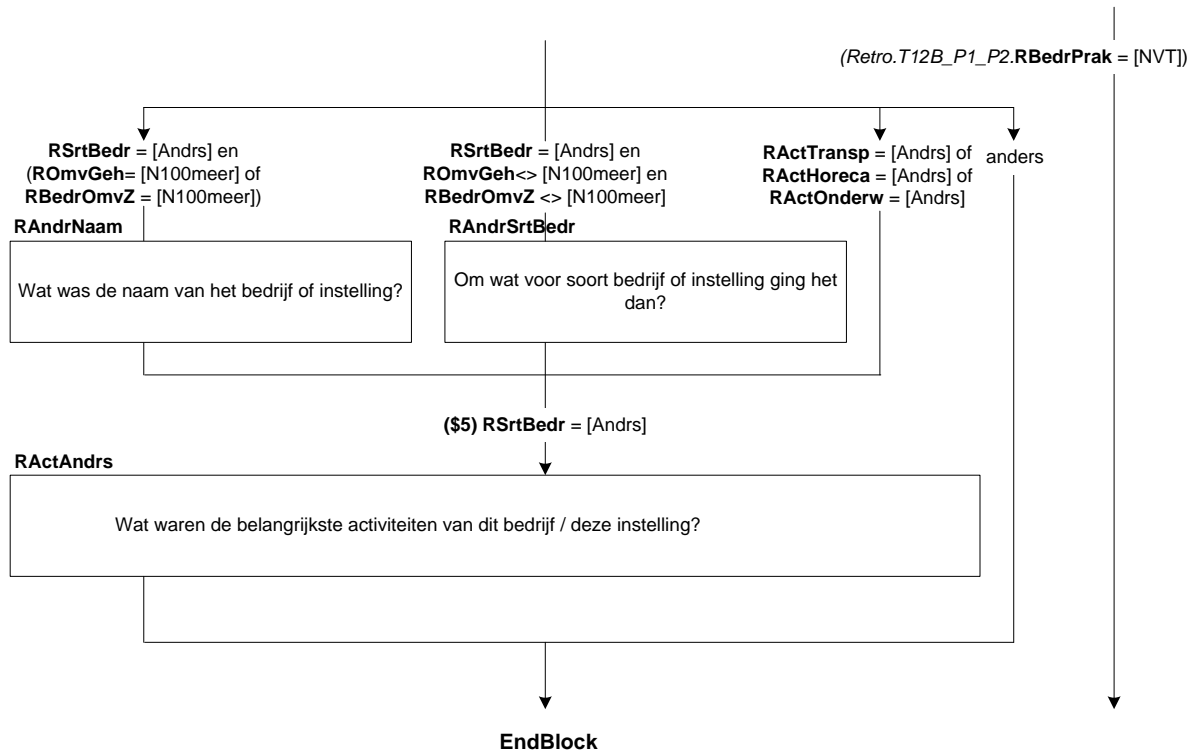 (Retro.T12B_P1_P2.RBedrPrak = [NVT])
RSrtBedr = [Andrs] en
(ROmvGeh= [N100meer] of
RBedrOmvZ = [N100meer])
RSrtBedr = [Andrs] en
ROmvGeh<> [N100meer] en
RBedrOmvZ <> [N100meer]
RActTransp = [Andrs] of
RActHoreca = [Andrs] of
RActOnderw = [Andrs]
anders
RAndrNaam
Wat was de naam van het bedrijf of instelling?
RAndrSrtBedr
Om wat voor soort bedrijf of instelling ging het
dan?
($5) RSrtBedr = [Andrs]
RActAndrs
Wat waren de belangrijkste activiteiten van dit bedrijf / deze instelling?
EndBlock